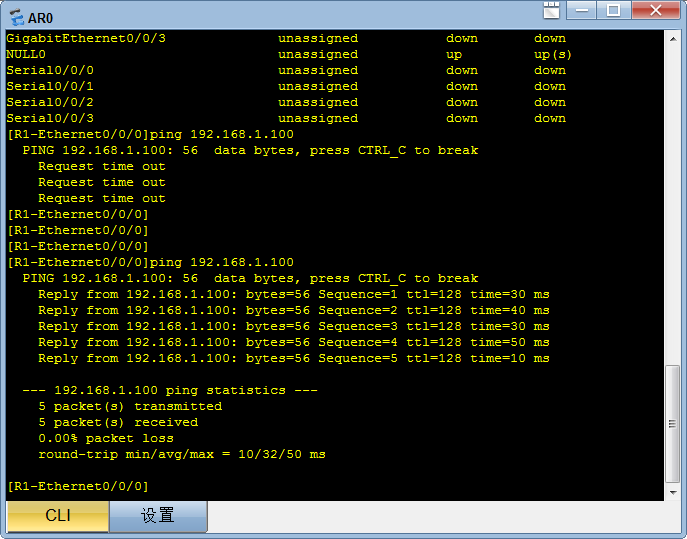 AR0
GigabitEthernet0/0/3 unassigned down down
NULL0 unassigned up up(s)
Serial0/0/0 unassigned down down
Serial0/0/1 unassigned down down
Serial0/0/2 unassigned down down
Serial0/0/3 unassigned down down
[R1-Ethernet0/0/0]ping 192.168.1.100
PING 192.168.1.100: 56  data bytes, press CTRL_C to break
Request time out
Request time out
Request time out
[R1-Ethernet0/0/0]
[R1-Ethernet0/0/0]
[R1-Ethernet0/0/0]
[R1-Ethernet0/0/0]ping 192.168.1.100
PING 192.168.1.100: 56  data bytes, press CTRL_C to break
Reply from 192.168.1.100: bytes=56 Sequence=1 ttl=128 time=30 ms
Reply from 192.168.1.100: bytes=56 Sequence=2 ttl=128 time=40 ms
Reply from 192.168.1.100: bytes=56 Sequence=3 ttl=128 time=30 ms
Reply from 192.168.1.100: bytes=56 Sequence=4 ttl=128 time=50 ms
Reply from 192.168.1.100: bytes=56 Sequence=5 ttl=128 time=10 ms
--- 192.168.1.100 ping statistics ---
5 packet(s) transmitted
5 packet(s) received
0.00% packet loss
round-trip min/avg/max = 10/32/50 ms
[R1-Ethernet0/0/0]
CLI 设置